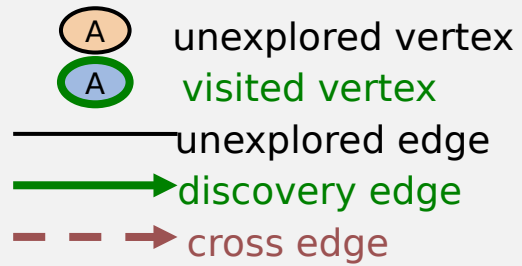 A unexplored vertex
A visited vertex
unexplored edge
discovery edge
cross edge